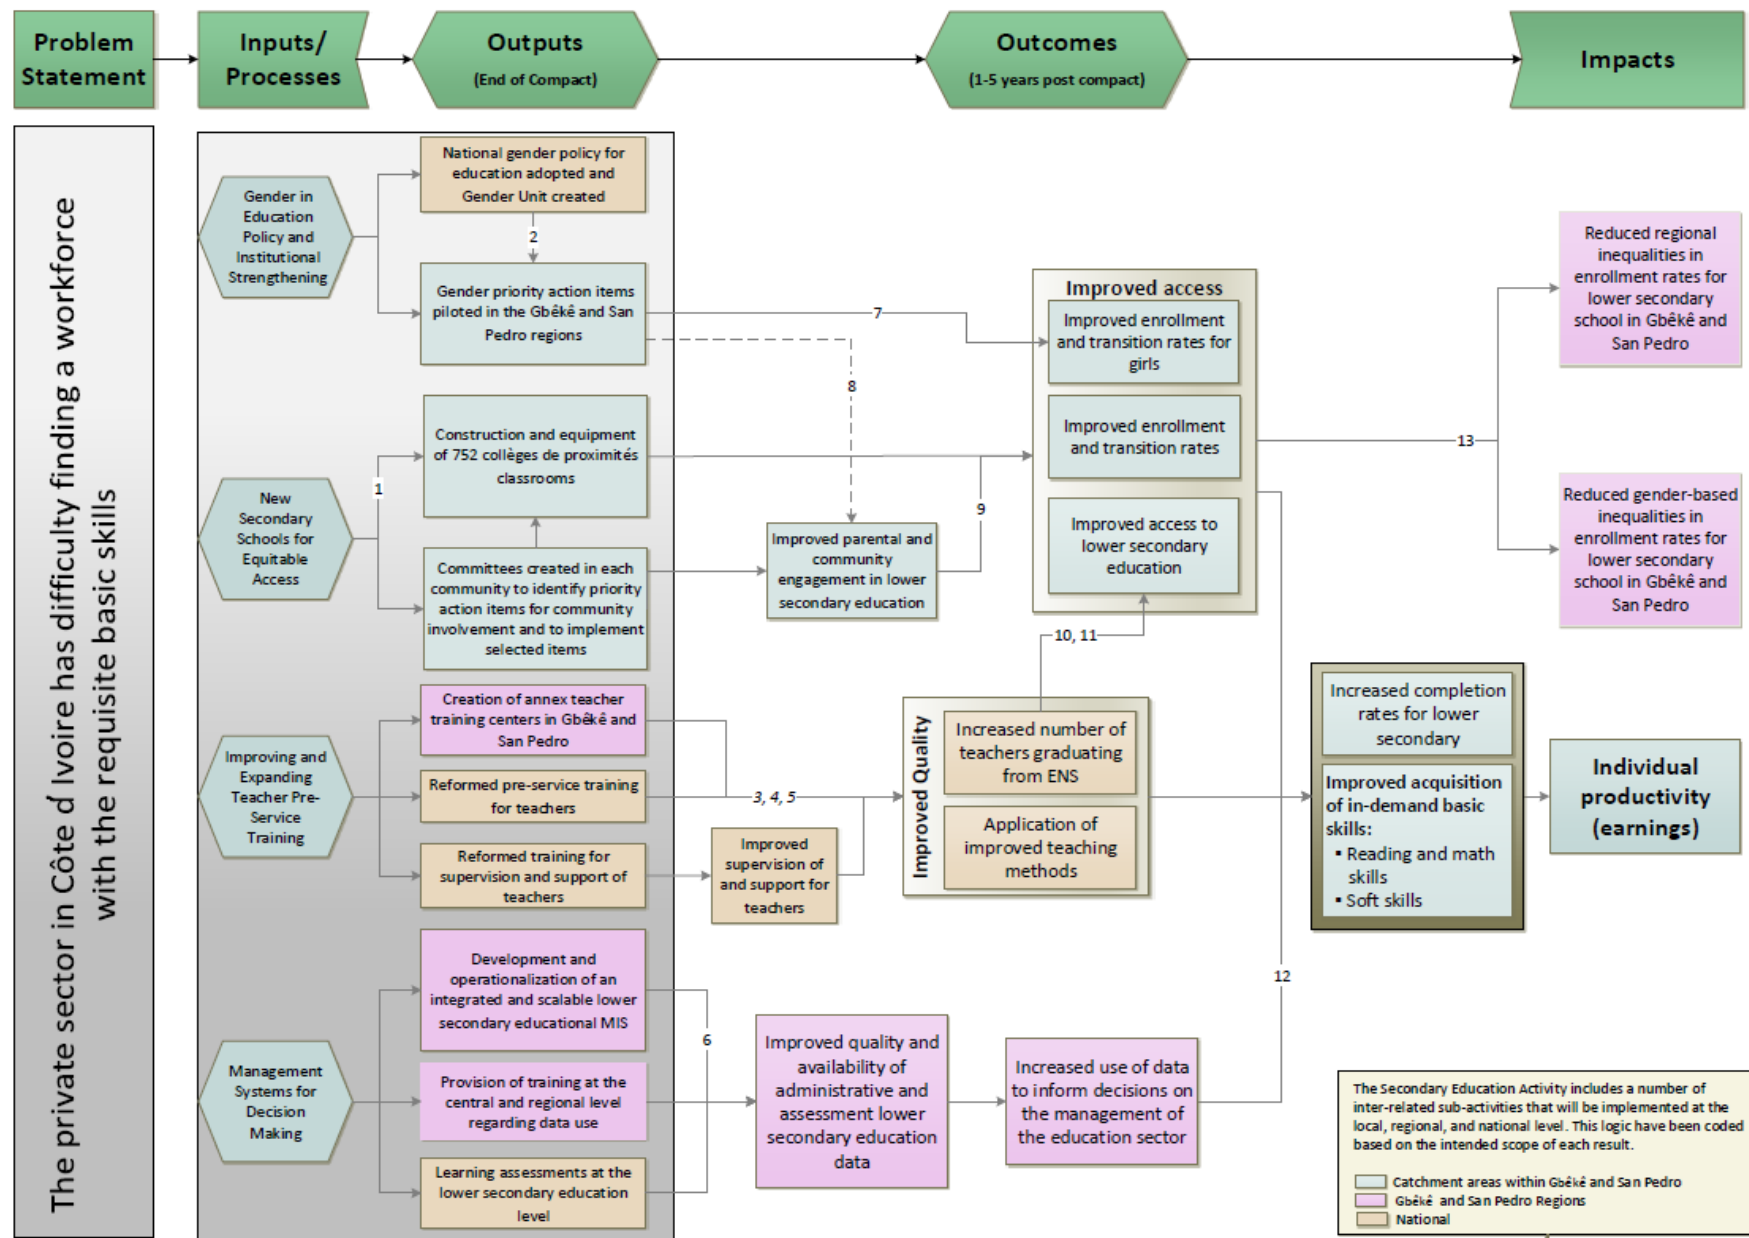 Problem
Statement
Inputs/
Processes
Outputs
(End of Compact)
Outcomes
(1-5 years post compact)
Impacts
The private sector in Côte d Ivoire has difficulty finding a workforce
with the requisite basic skills
Gender in
Education
Policy and
Institutional
Strengthening
National gender policy for
education adopted and
Gender Unit created
2
Gender priority action items
piloted in the Gbêkê and San
Pedro regions
7
8
New
Secondary
Schools for
Equitable
Access
1
Construction and equipment
of 752 collèges de proximités
classrooms
Committees created in each
community to identify priority
action items for community
involvement and to implement
selected items
Improved parental and
community
engagement in lower
secondary education
9
Improved access
Improved enrollment
and transition rates for
girls
Improved enrollment
and transition rates
Improved access to
lower secondary
education
10, 11
13
Reduced regional
inequalities in
enrollment rates for
lower secondary
school in Gbêkê and
San Pedro
Reduced gender-based
inequalities in
enrollment rates for
lower secondary
school in Gbêkê and
San Pedro
Improving and
Expanding
Teacher Pre-
Service
Training
Creation of annex teacher
training centers in Gbêkê and
San Pedro
Reformed pre-service training
for teachers
Reformed training for
supervision and support of
teachers
3, 4, 5
Improved
supervision of
and support for
teachers
Improved Quality
Increased number of
teachers graduating
from ENS
Application of
improved teaching
methods
Increased completion
rates for lower
secondary
Improved acquisition
of in-demand basic
skills:
▪ Reading and math
skills
▪ Soft skills
Individual
productivity
(earnings)
12
Management
Systems for
Decision
Making
Development and
operationalization of an
integrated and scalable lower
secondary educational MIS
Provision of training at the
central and regional level
regarding data use
Learning assessments at the
lower secondary education
level
6
Improved quality and
availability of
administrative and
assessment lower
secondary education
data
Increased use of data
to inform decisions on
the management of
the education sector
The Secondary Education Activity includes a number of
inter-related sub-activities that will be implemented at the
local, regional, and national level. This logic have been coded
based on the intended scope of each result.
Catchment areas within Gbêkê and San Pedro
Gbêkê and San Pedro Regions
National